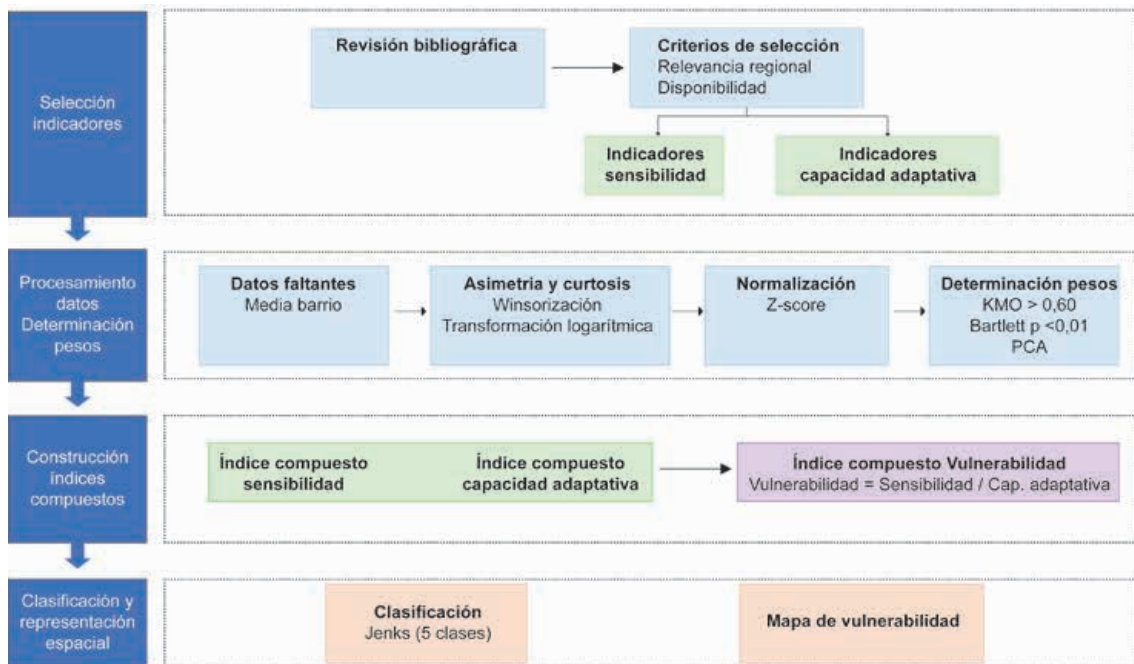 Selección
indicadores
Revisión bibliográfica
Criterios de selección
Relevancia regional
Disponibilidad
Indicadores
sensibilidad
Indicadores
capacidad adaptativa
Procesamiento
datos
Determinación
pesos
Datos faltantes
Media barrio
Asimetria y curtosis
Winsorización
Transformación logarítmica
Normalización
Z-score
Determinación pesos
KMO > 0,60
Bartlett p <0,01
PCA
Construcción
índices
compuestos
Índice compuesto
sensibilidad
Índice compuesto
capacidad adaptativa
Índice compuesto Vulnerabilidad
Vulnerabilidad = Sensibilidad / Cap. adaptativa
Clasificación y
representación
espacial
Clasificación
Jenks (5 clases)
Mapa de vulnerabilidad